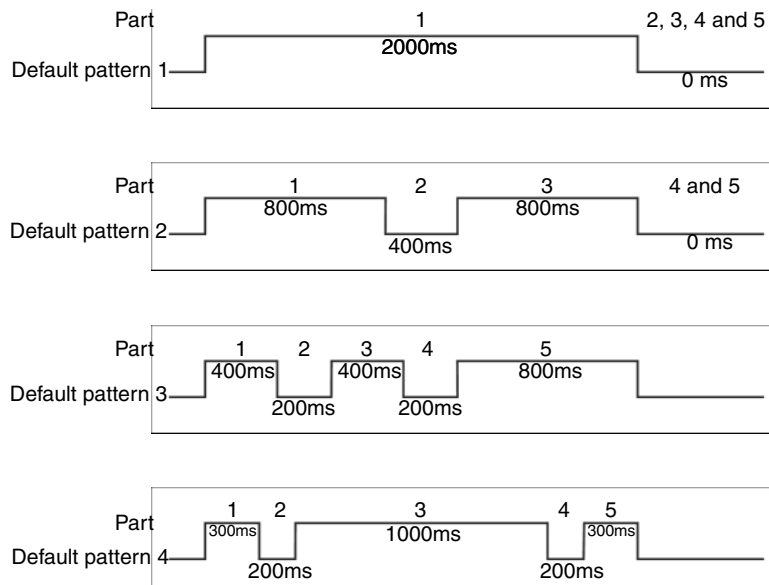 Part 1 2, 3, 4 and 5
2000ms
Default pattern 1
0 ms
Part 1 2 3 4 and 5
800ms 800ms
Default pattern 2
400ms 0 ms
Part 1 2 3 4 5
400ms 400ms 800ms
Default pattern 3
200ms 200ms
1 2 3 4 5
Part 300ms 1000ms 300ms
Default pattern 4
200ms 200ms